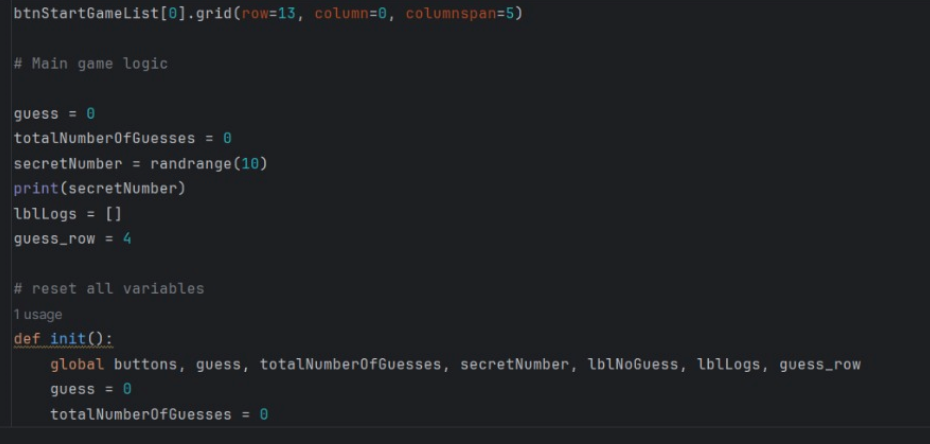 btnStartGameList[0].grid(row=13, column=0, columnspan=5)
# Main game logic
guess = 0
totalNumberOfGuesses = 0
secretNumber = randrange(10)
print(secretNumber)
lblLogs = []
guess_row = 4
# reset all variables
1 usage
def init():
    global buttons, guess, totalNumberOfGuesses, secretNumber, lblNoGuess, lblLogs, guess_row
    guess = 0
    totalNumberOfGuesses = 0